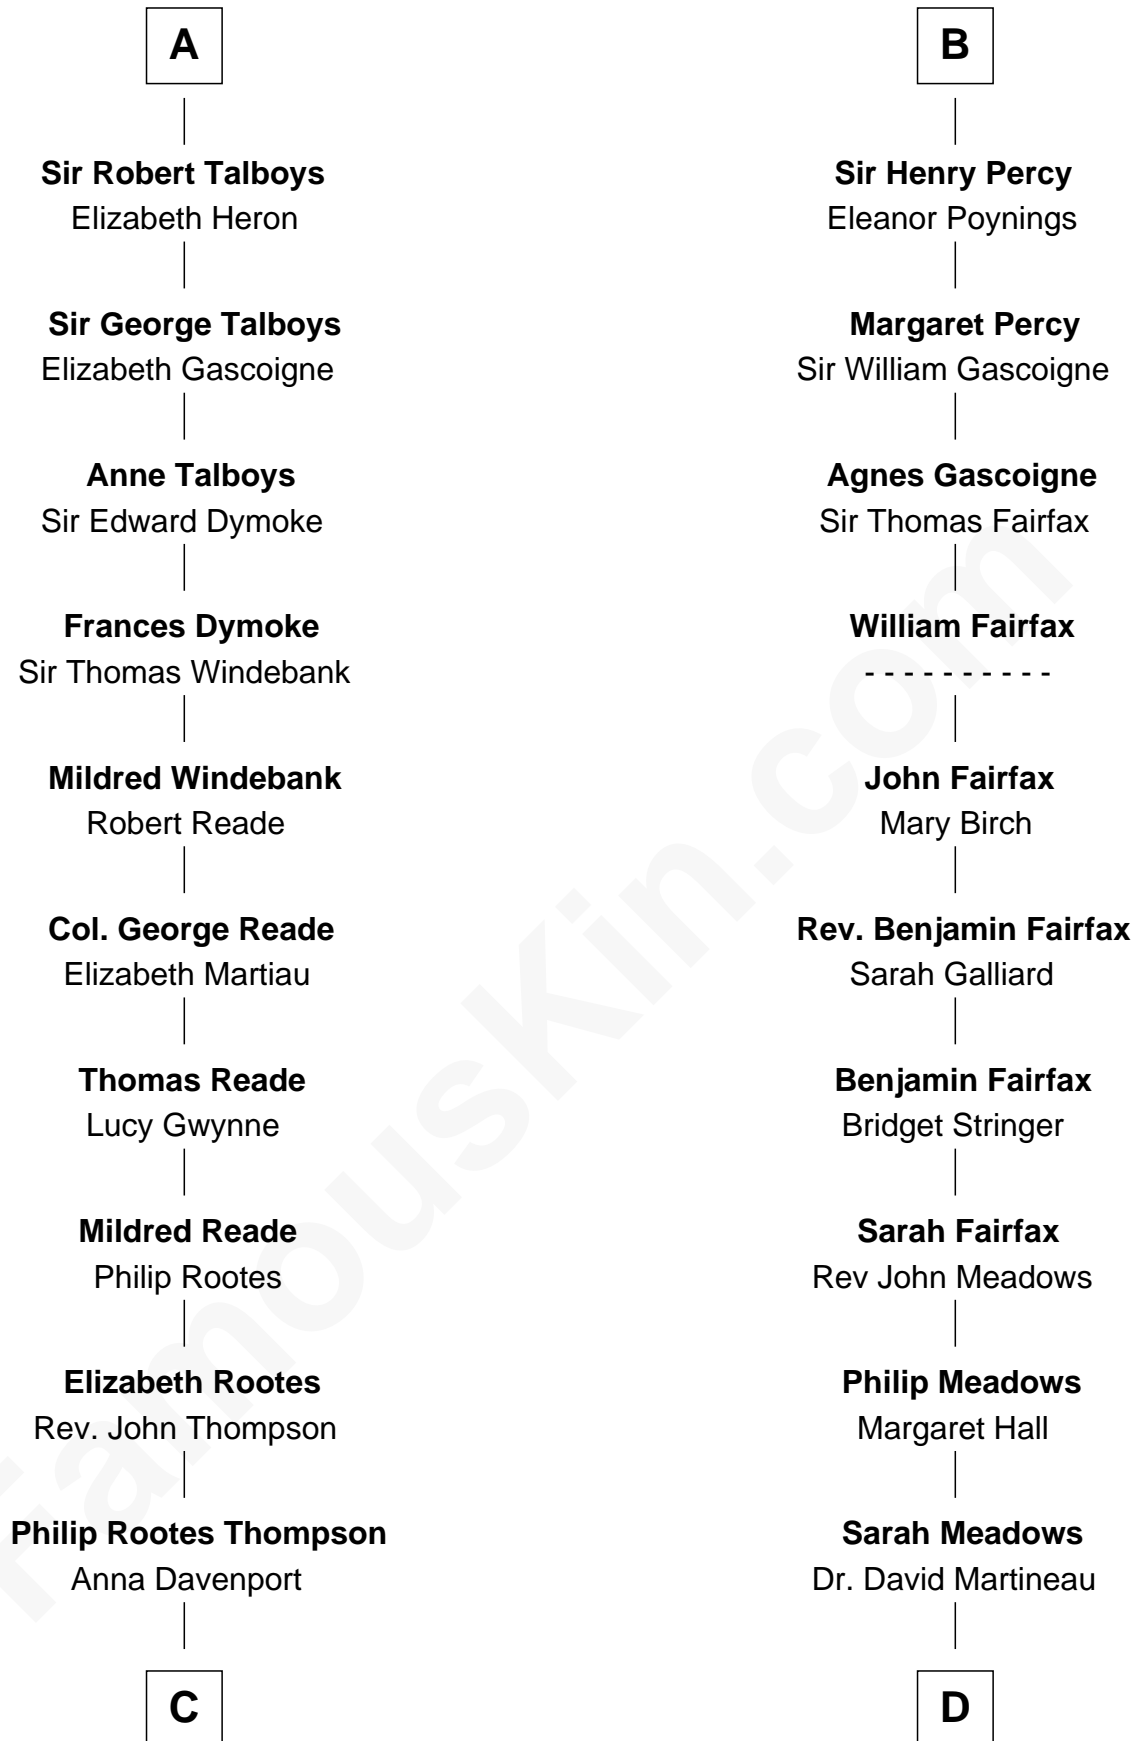 A
Sir Robert Talboys
Elizabeth Heron
Sir George Talboys
Elizabeth Gascoigne
Anne Talboys
Sir Edward Dymoke
Frances Dymoke
Sir Thomas Windebank
Mildred Windebank
Robert Reade
Col. George Reade
Elizabeth Martiau
Thomas Reade
Lucy Gwynne
Mildred Reade
Philip Rootes
Elizabeth Rootes
Rev. John Thompson
Philip Rootes Thompson
Anna Davenport
C
B
Sir Henry Percy
Eleanor Poynings
Margaret Percy
Sir William Gascoigne
Agnes Gascoigne
Sir Thomas Fairfax
William Fairfax
- - - - - - - - - -
John Fairfax
Mary Birch
Rev. Benjamin Fairfax
Sarah Galliard
Benjamin Fairfax
Bridget Stringer
Sarah Fairfax
Rev John Meadows
Philip Meadows
Margaret Hall
Sarah Meadows
Dr. David Martineau
D
FamousKin.com